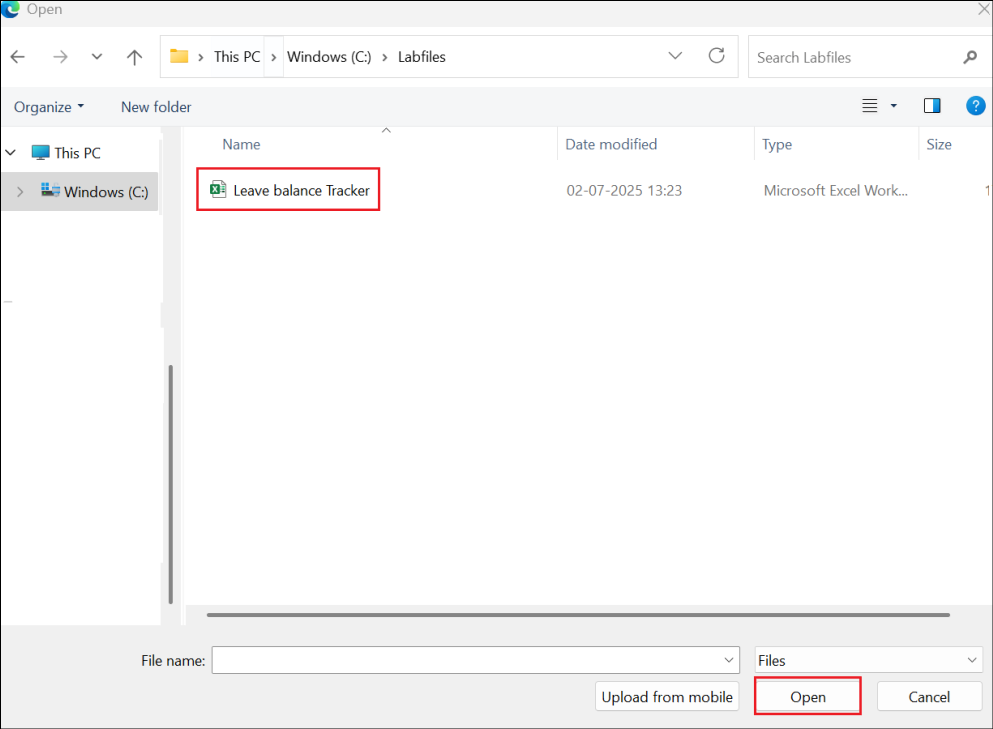 Open
This PC > Windows (C:) > Labfiles
Search Labfiles
Organize
New folder
?
Name
Date modified
Type
Size
This PC
Windows (C:)
Leave balance Tracker
02-07-2025 13:23
Microsoft Excel Work...
1
File name:
Files
Upload from mobile
Open
Cancel